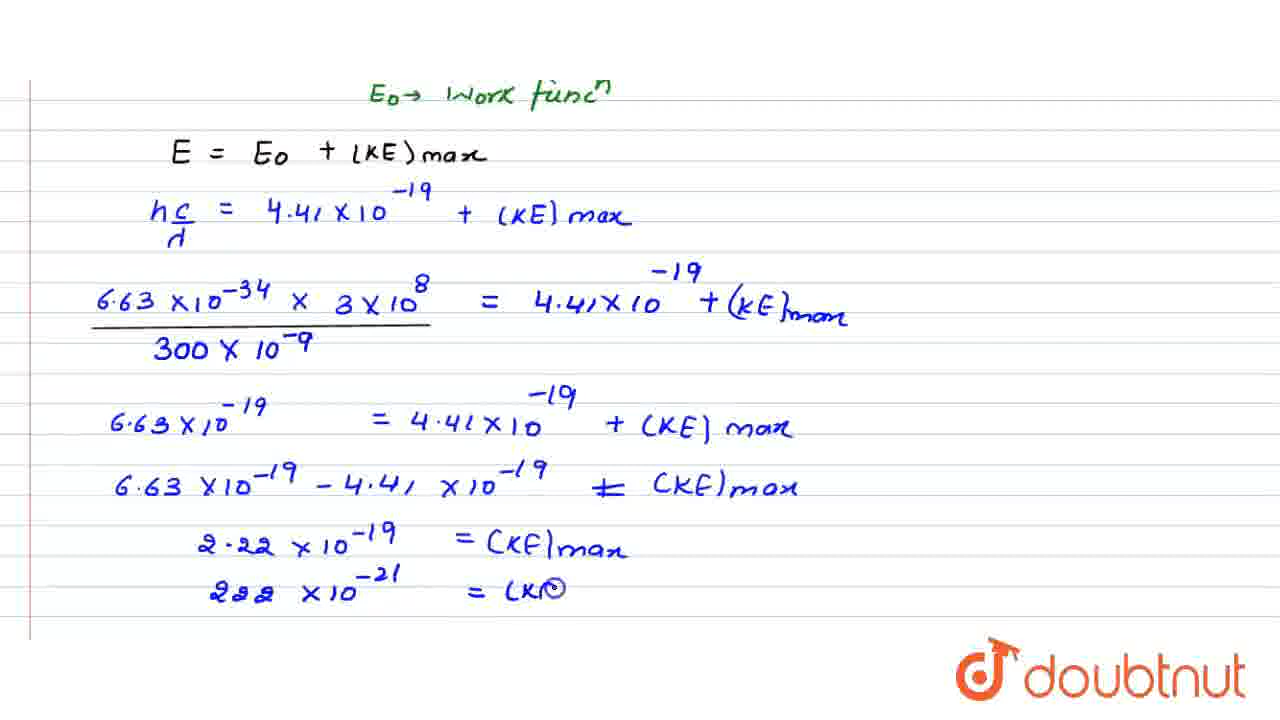 E₀→ Work funcⁿ
E = E₀ + (KE)max
hc/λ = 4.41×10⁻¹⁹ + (KE)max
6.63×10⁻³⁴ × 3×10⁸ / 300×10⁻⁹ = 4.41×10⁻¹⁹ + (KE)max
6.63×10⁻¹⁹ = 4.41×10⁻¹⁹ + (KE)max
6.63×10⁻¹⁹ - 4.41×10⁻¹⁹ ≠ (KE)max
2.22×10⁻¹⁹ = (KE)max
222×10⁻²¹ = (K
doubtnut